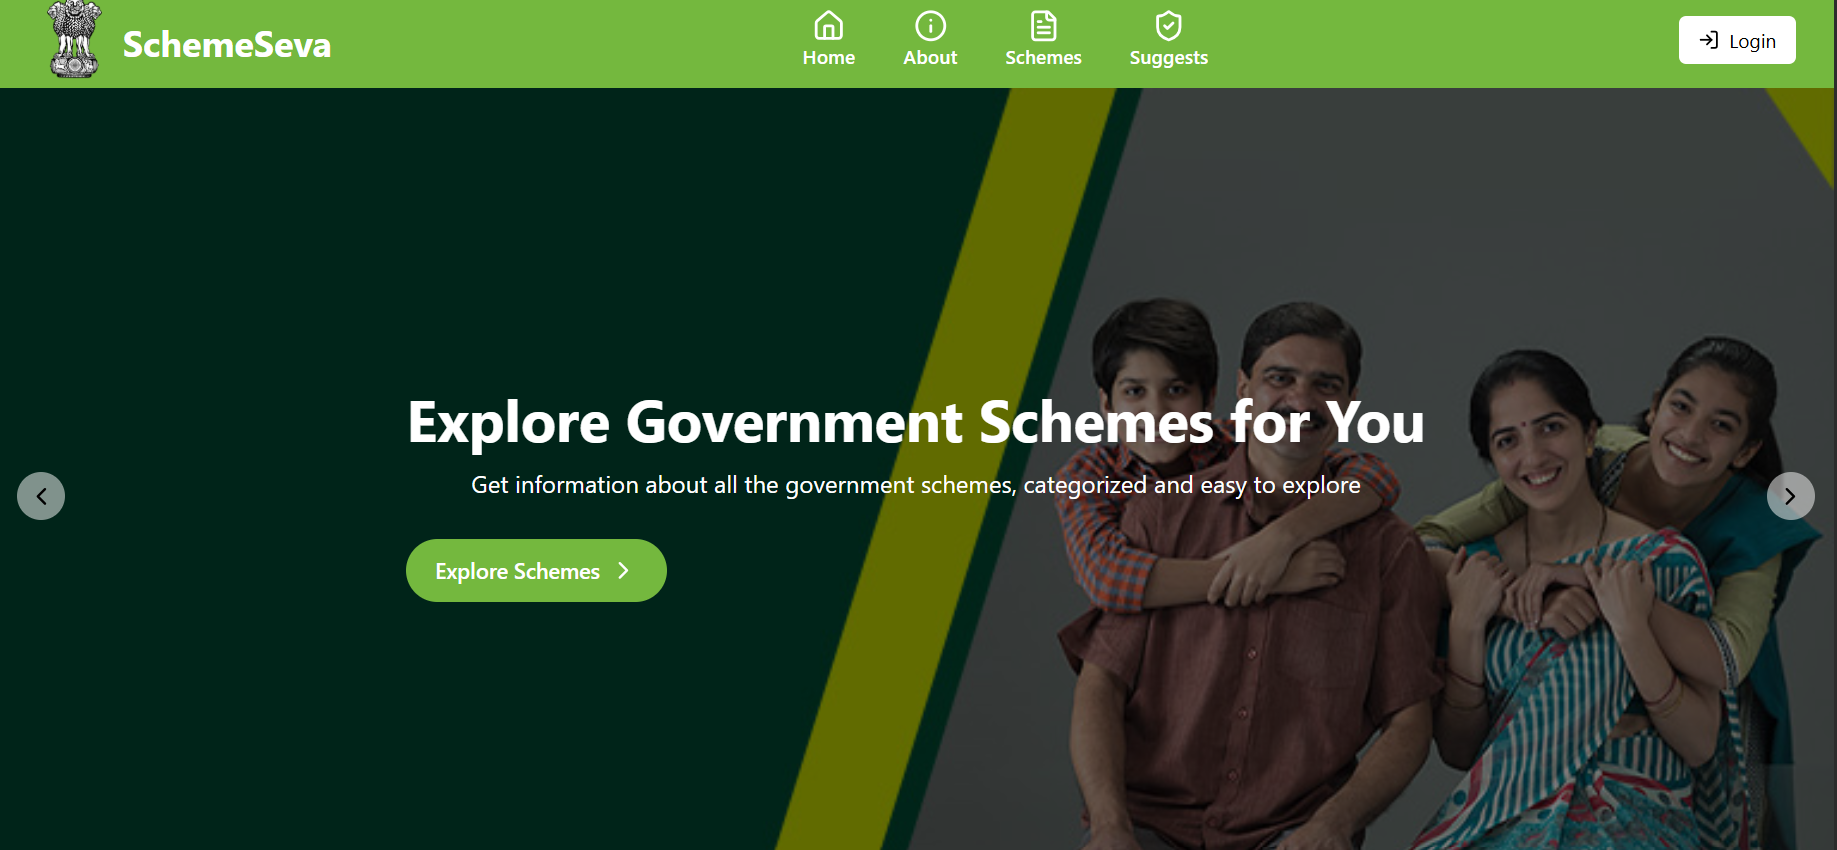 SchemeSeva
Home
About
Schemes
Suggests
Login
Explore Government Schemes for You
Get information about all the government schemes, categorized and easy to explore
Explore Schemes